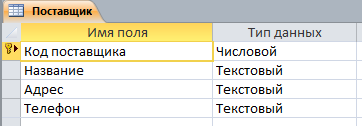 Поставщик
Имя поля Тип данных
Код поставщика Числовой
Название Текстовый
Адрес Текстовый
Телефон Текстовый